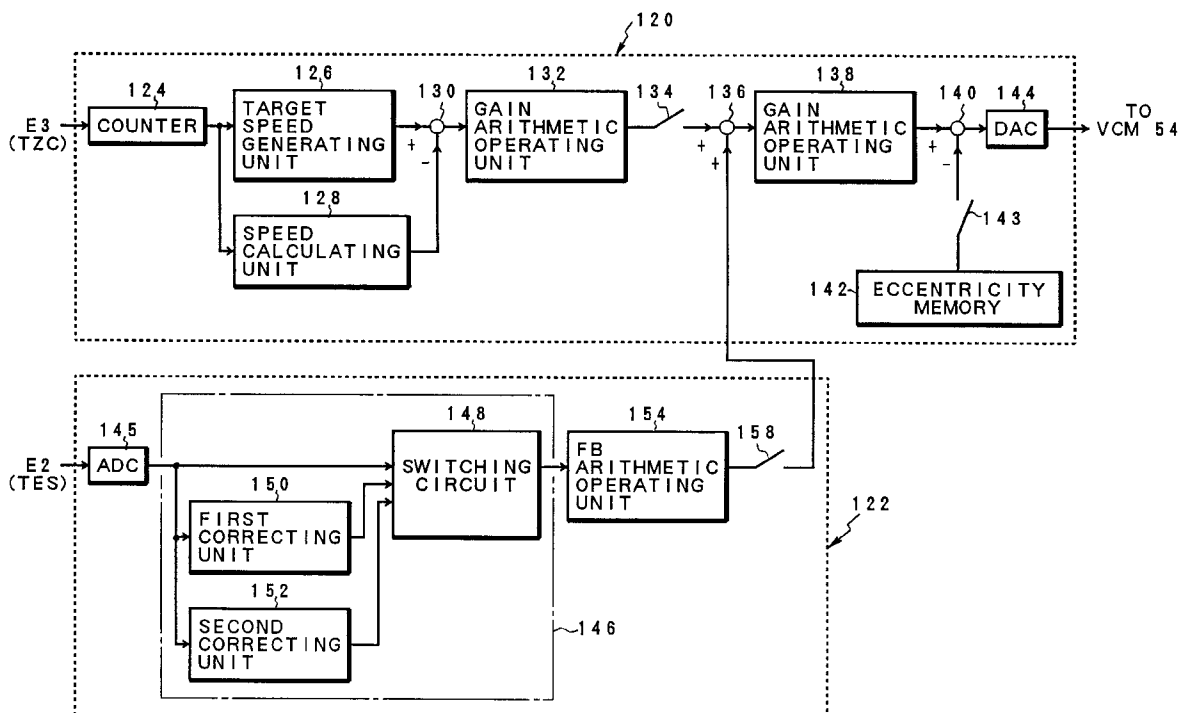 120
124
126
130
132
134
136
138
140
144
E3
(TZC)
COUNTER
TARGET
SPEED
GENERATING
UNIT
+
-
GAIN
ARITHMETIC
OPERATING
UNIT
+
+
GAIN
ARITHMETIC
OPERATING
UNIT
+
-
DAC
TO
VCM 54
128
SPEED
CALCULATING
UNIT
143
142
ECCENTRICITY
MEMORY
145
148
154
158
E2
(TES)
ADC
SWITCHING
CIRCUIT
FB
ARITHMETIC
OPERATING
UNIT
150
FIRST
CORRECTING
UNIT
122
152
SECOND
CORRECTING
UNIT
146